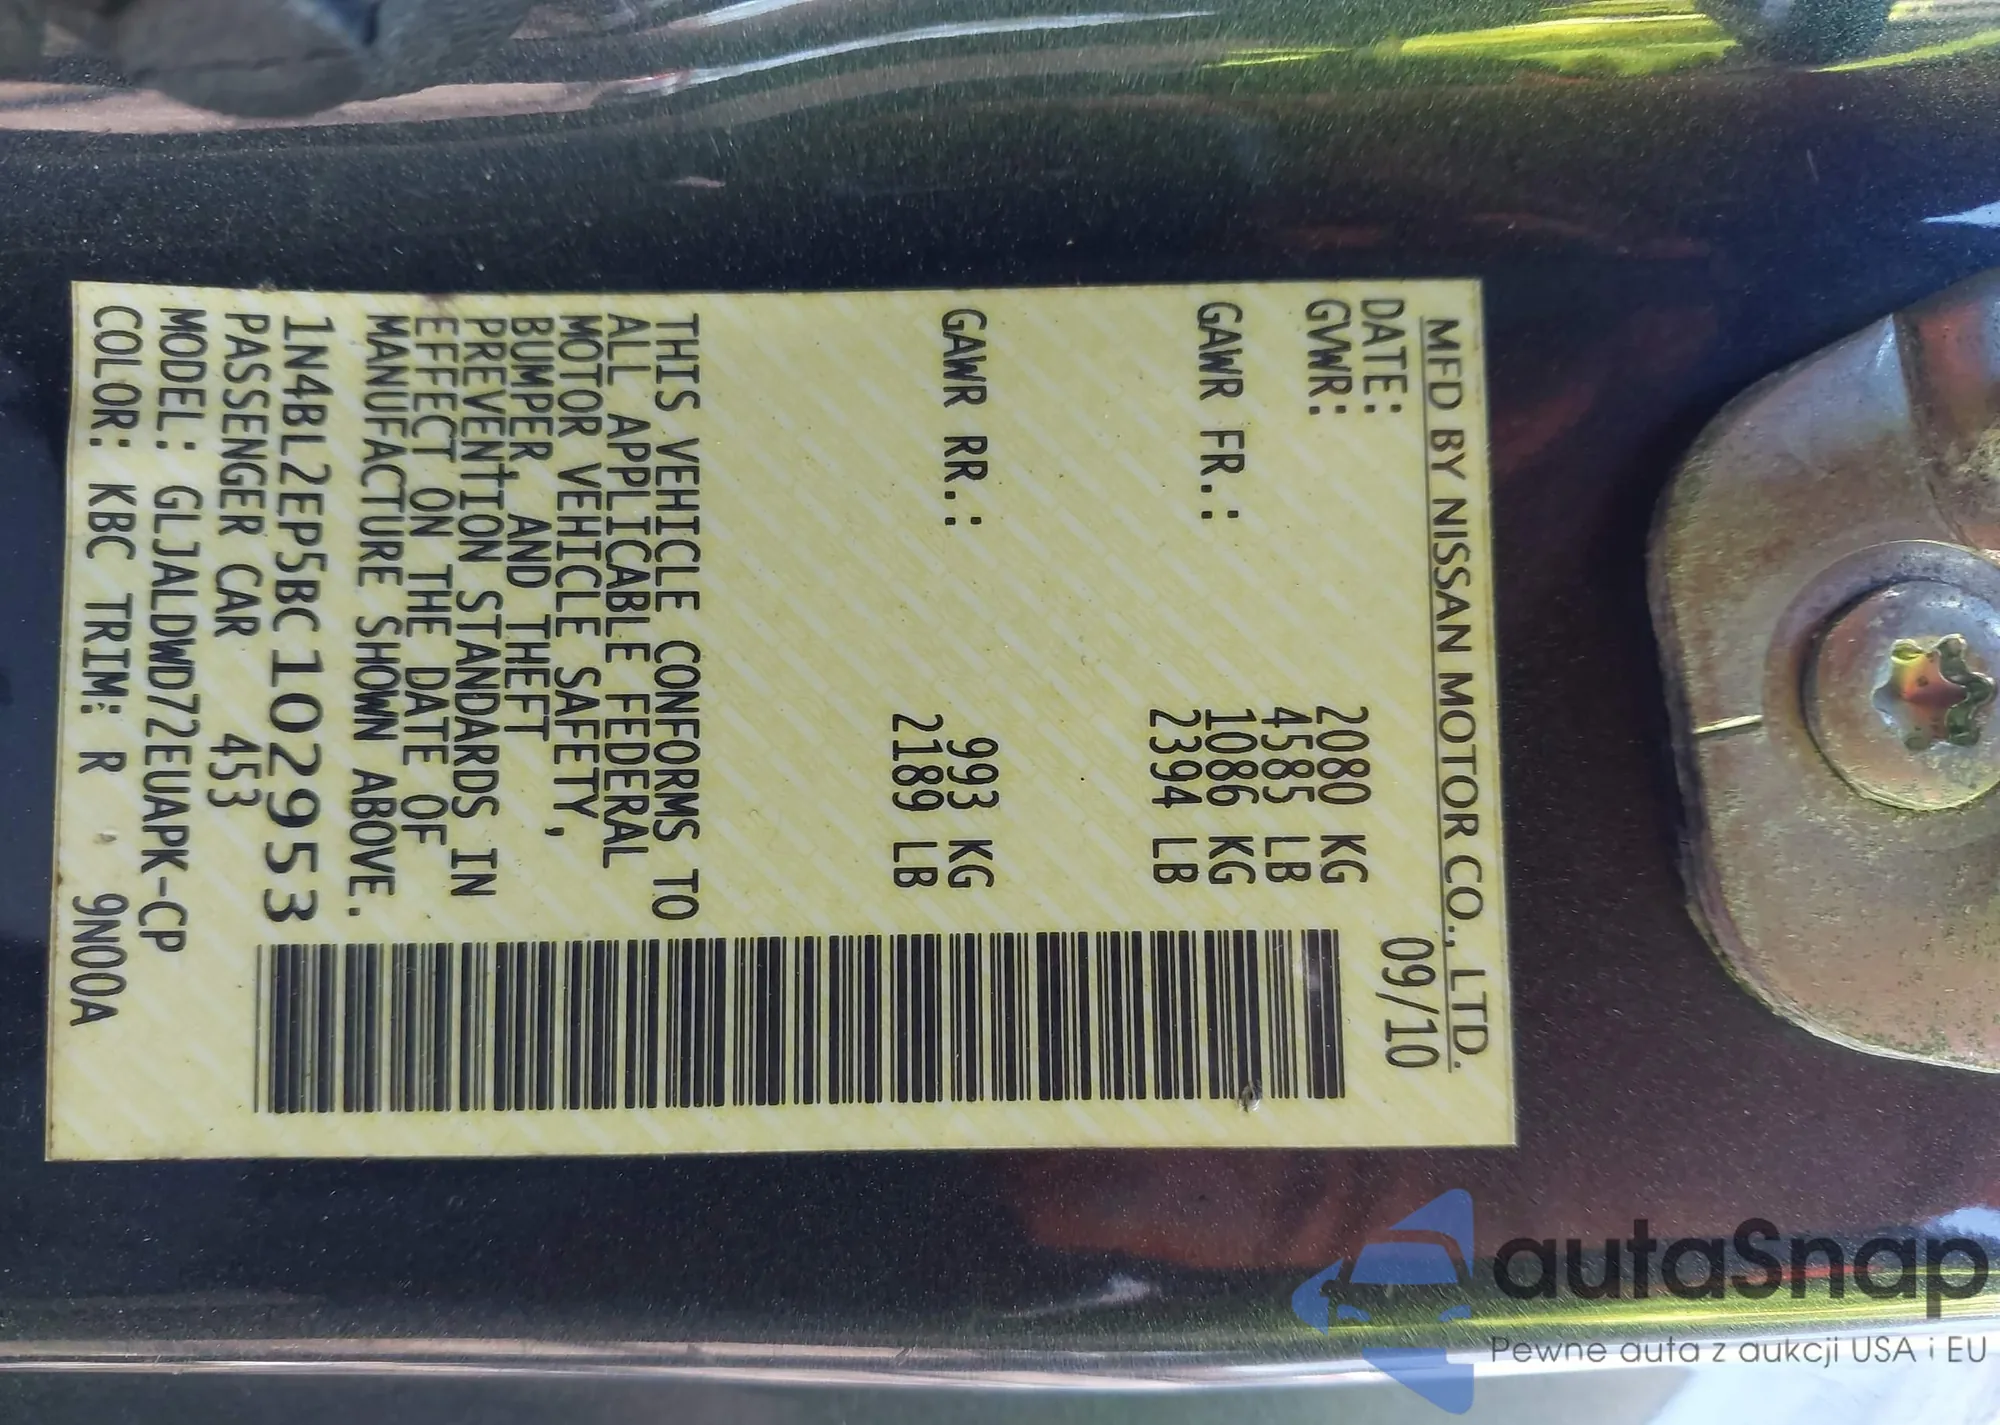 MFD BY NISSAN MOTOR CO., LTD.
DATE: 09/10
GVWR: 2080 KG
4585 LB
GAWR FR.: 1086 KG
2394 LB
GAWR RR.: 993 KG
2189 LB
THIS VEHICLE CONFORMS TO
ALL APPLICABLE FEDERAL
MOTOR VEHICLE SAFETY,
BUMPER, AND THEFT
PREVENTION STANDARDS IN
EFFECT ON THE DATE OF
MANUFACTURE SHOWN ABOVE.
1N4BL2EP5BC102953
PASSENGER CAR 453
MODEL: GLJALDWD72EUAPK-CP
COLOR: KBC TRIM: R 9N00A
autaSnap
Pewne auta z aukcji USA i EU